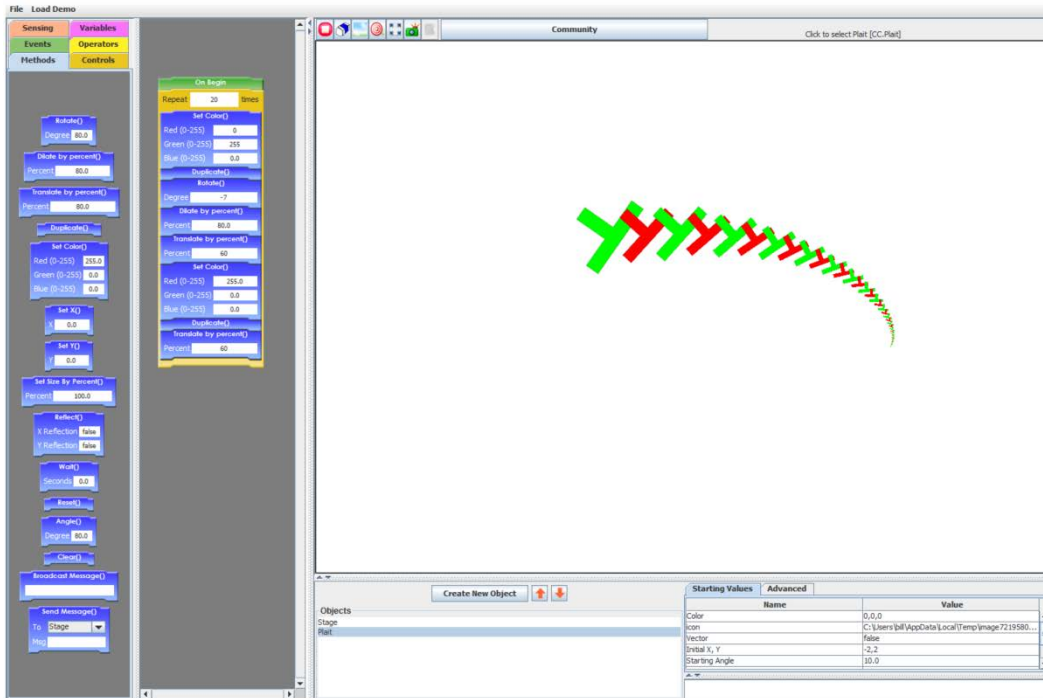 File Load Demo
Sensing Variables
Events Operators
Methods Controls
Rotate()
Degree 80.0
Dilate by percent()
Percent 80.0
Translate by percent()
Percent 80.0
Duplicate()
Set Color()
Red (0-255) 255.0
Green (0-255) 0.0
Blue (0-255) 0.0
Set X()
X 0.0
Set Y()
Y 0.0
Set Size By Percent()
Percent 100.0
Reflect()
X Reflection false
Y Reflection false
Wait()
Seconds 0.0
Reset()
Angle()
Degree 80.0
Clear()
Broadcast Message()
Send Message()
To Stage
Msg
On Begin
Repeat 20 times
Set Color()
Red (0-255) 0
Green (0-255) 255
Blue (0-255) 0.0
Duplicate()
Rotate()
Degree -7
Dilate by percent()
Percent 80.0
Translate by percent()
Percent 60
Set Color()
Red (0-255) 255.0
Green (0-255) 0.0
Blue (0-255) 0.0
Duplicate()
Translate by percent()
Percent 60
Community
Click to select Plait [CC.Plait]
Create New Object
Objects
Stage
Plait
Starting Values Advanced
Name Value
Color 0,0,0
icon C:\Users\bill\AppData\Local\Temp\image7219580...
Vector false
Initial X, Y -2,2
Starting Angle 10.0